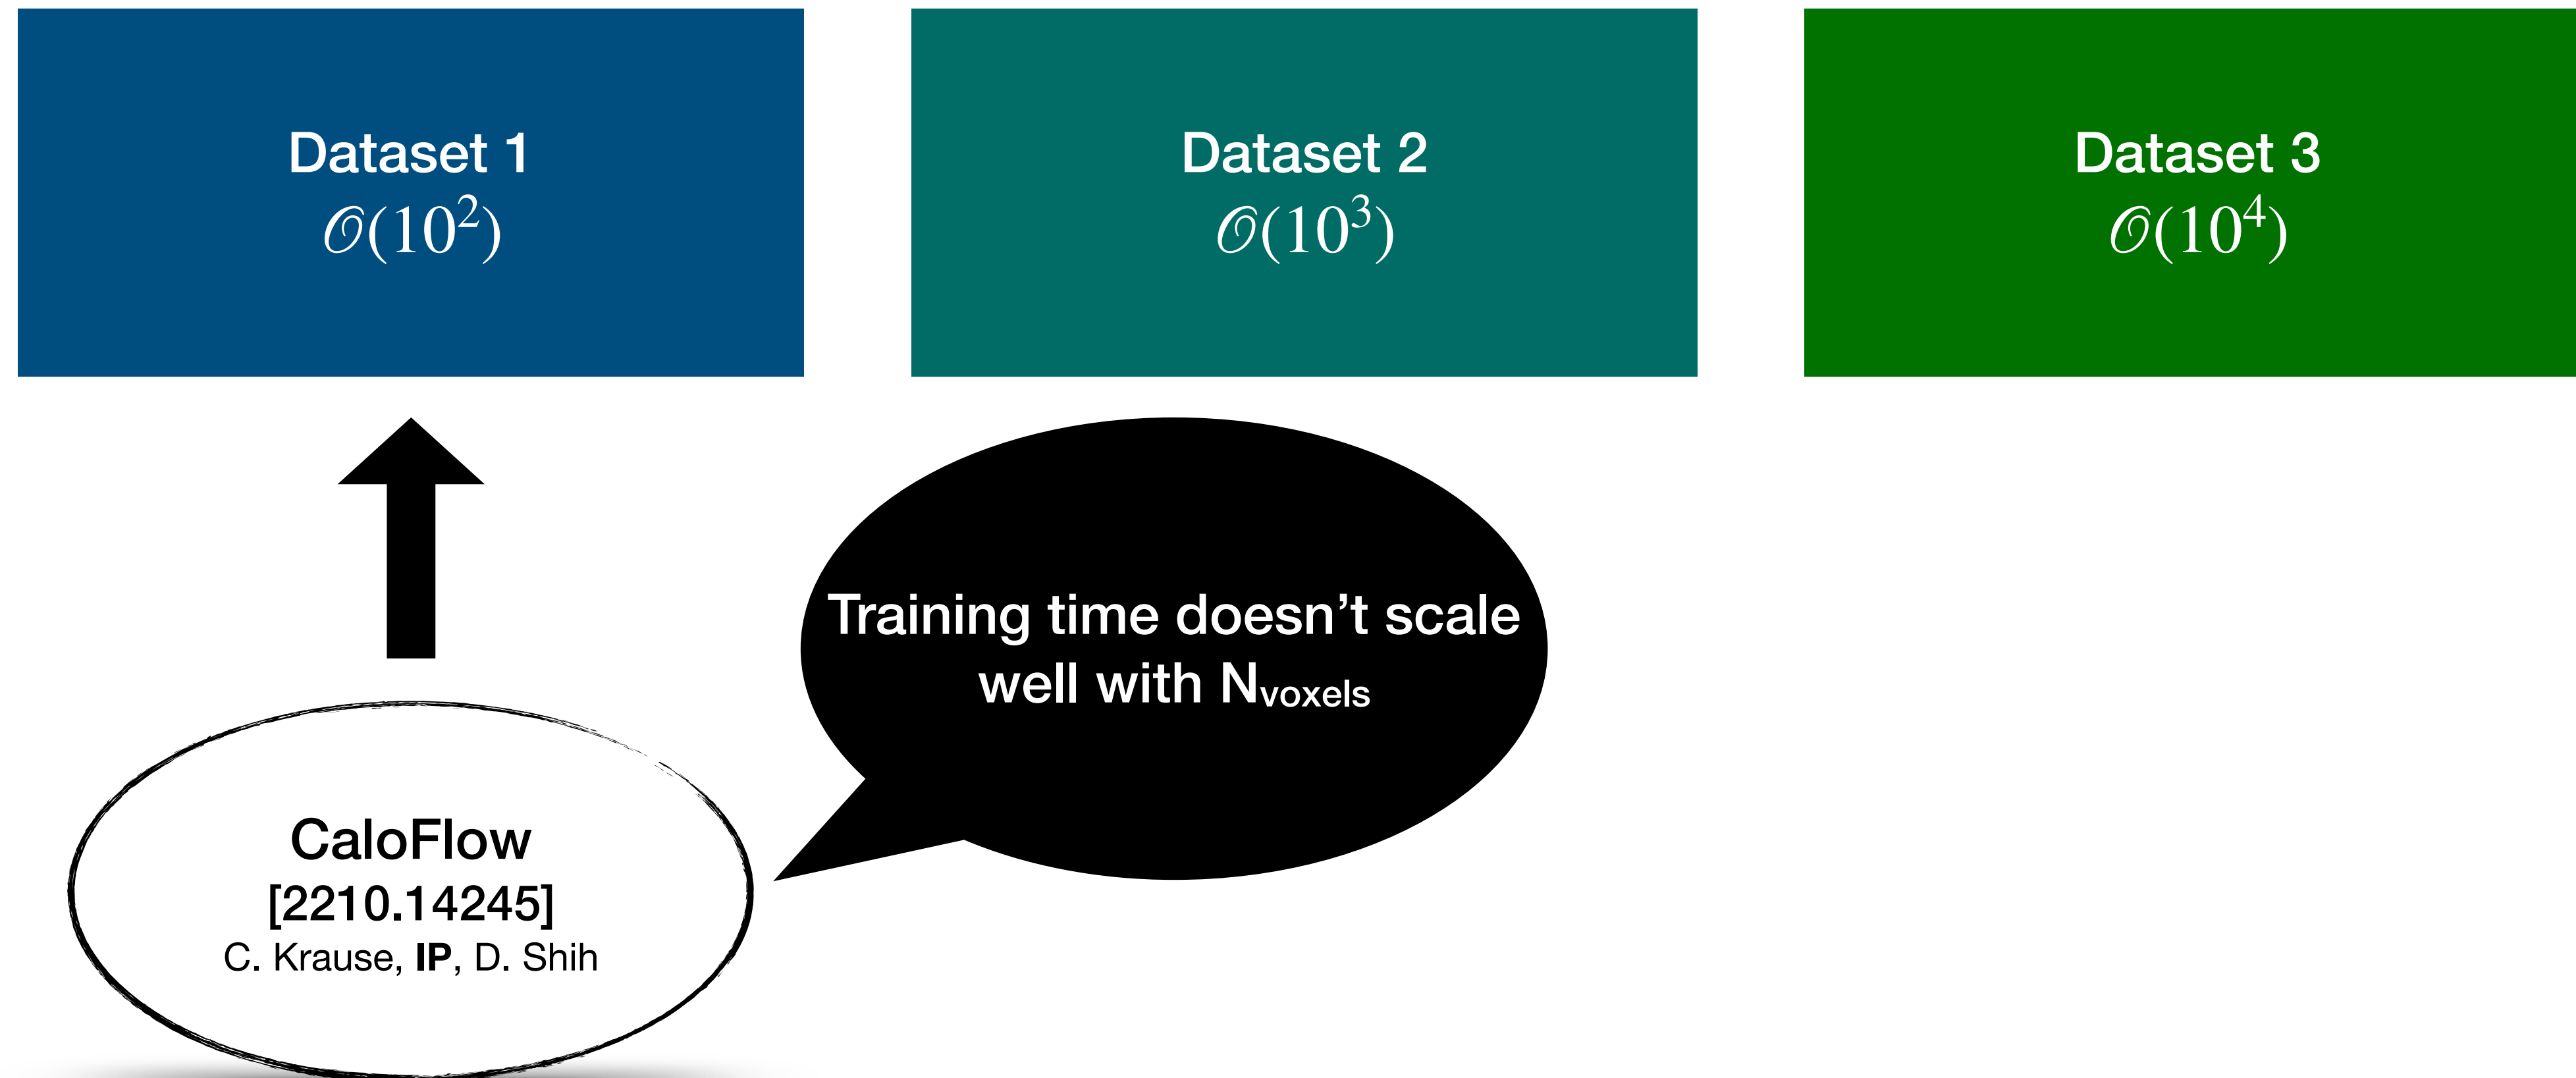 Dataset 1
𝒪(10²)
Dataset 2
𝒪(10³)
Dataset 3
𝒪(10⁴)
Training time doesn’t scale
well with Nvoxels
CaloFlow
[2210.14245]
C. Krause, IP, D. Shih